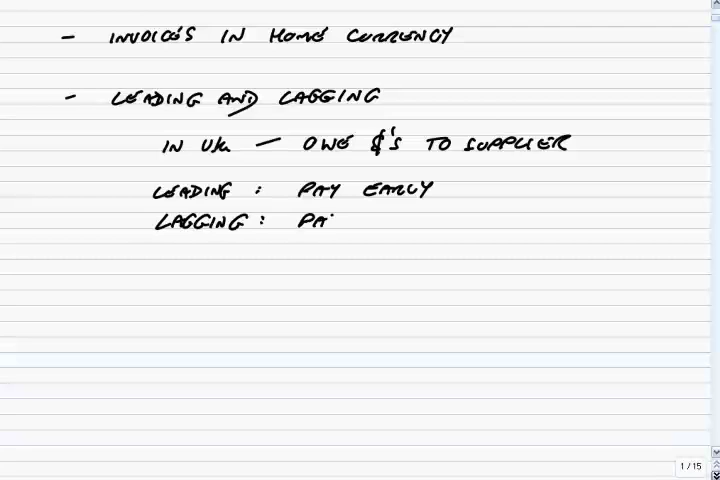 - INVOICES IN HOME CURRENCY
- LEADING AND LAGGING
IN UK - OWE $'S TO SUPPLIER
LEADING : PAY EARLY
LAGGING : PA
1 / 15